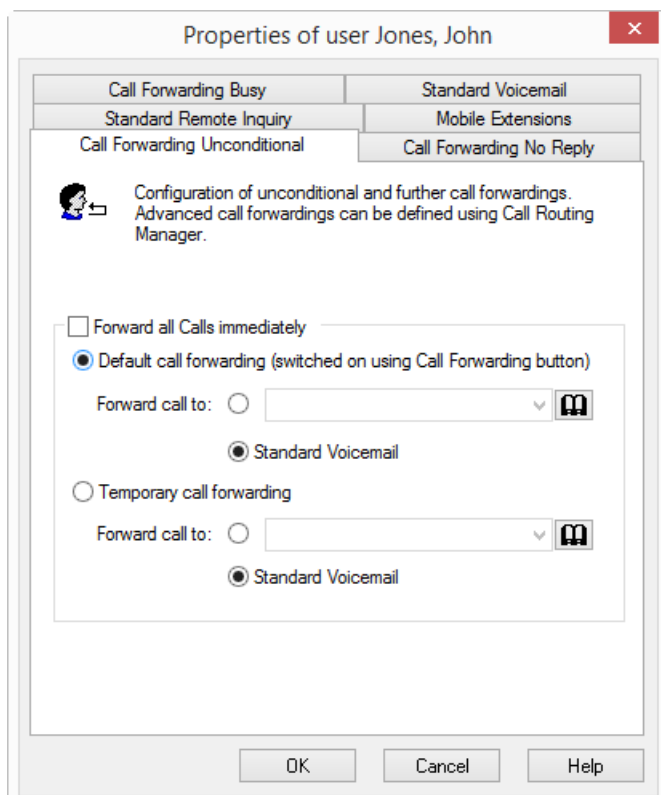 Properties of user Jones, John
Call Forwarding Busy
Standard Voicemail
Standard Remote Inquiry
Mobile Extensions
Call Forwarding Unconditional
Call Forwarding No Reply
Configuration of unconditional and further call forwardings.
Advanced call forwardings can be defined using Call Routing
Manager.
Forward all Calls immediately
Default call forwarding (switched on using Call Forwarding button)
Forward call to:
Standard Voicemail
Temporary call forwarding
Forward call to:
Standard Voicemail
OK
Cancel
Help